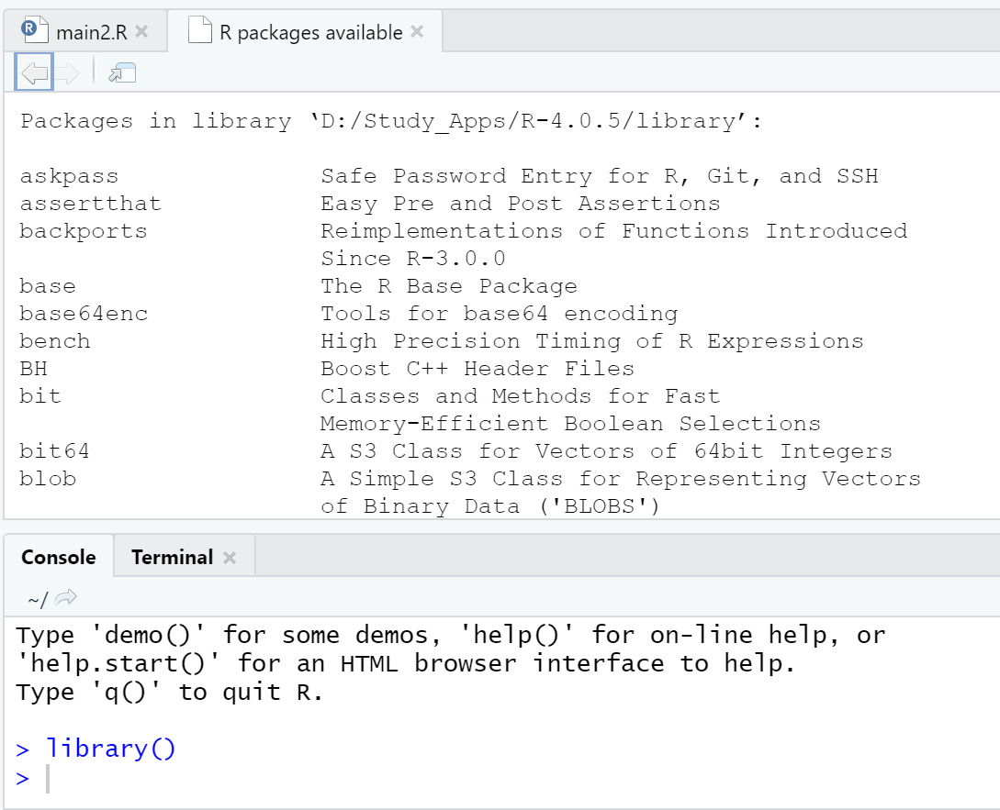 main2.R R packages available
Packages in library ‘D:/Study_Apps/R-4.0.5/library’:
askpass Safe Password Entry for R, Git, and SSH
assertthat Easy Pre and Post Assertions
backports Reimplementations of Functions Introduced
Since R-3.0.0
base The R Base Package
base64enc Tools for base64 encoding
bench High Precision Timing of R Expressions
BH Boost C++ Header Files
bit Classes and Methods for Fast
Memory-Efficient Boolean Selections
bit64 A S3 Class for Vectors of 64bit Integers
blob A Simple S3 Class for Representing Vectors
of Binary Data ('BLOBS')
Console Terminal
~/
Type 'demo()' for some demos, 'help()' for on-line help, or
'help.start()' for an HTML browser interface to help.
Type 'q()' to quit R.
> library()
>